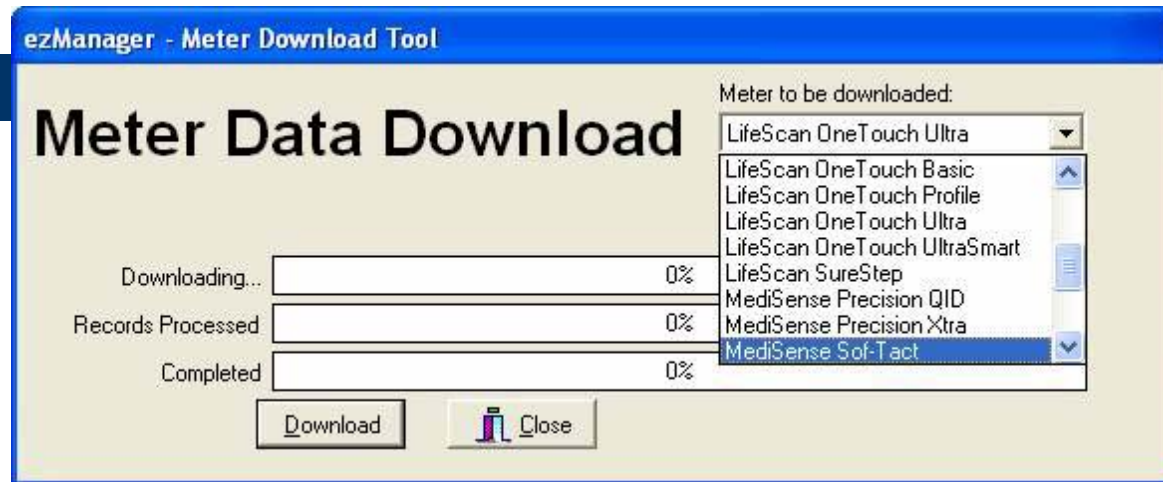 ezManager - Meter Download Tool
Meter Data Download
Meter to be downloaded:
LifeScan OneTouch Ultra
LifeScan OneTouch Basic
LifeScan OneTouch Profile
LifeScan OneTouch Ultra
LifeScan OneTouch UltraSmart
LifeScan SureStep
MediSense Precision QID
MediSense Precision Xtra
MediSense Sof-Tact
Downloading... 0%
Records Processed 0%
Completed 0%
Download Close